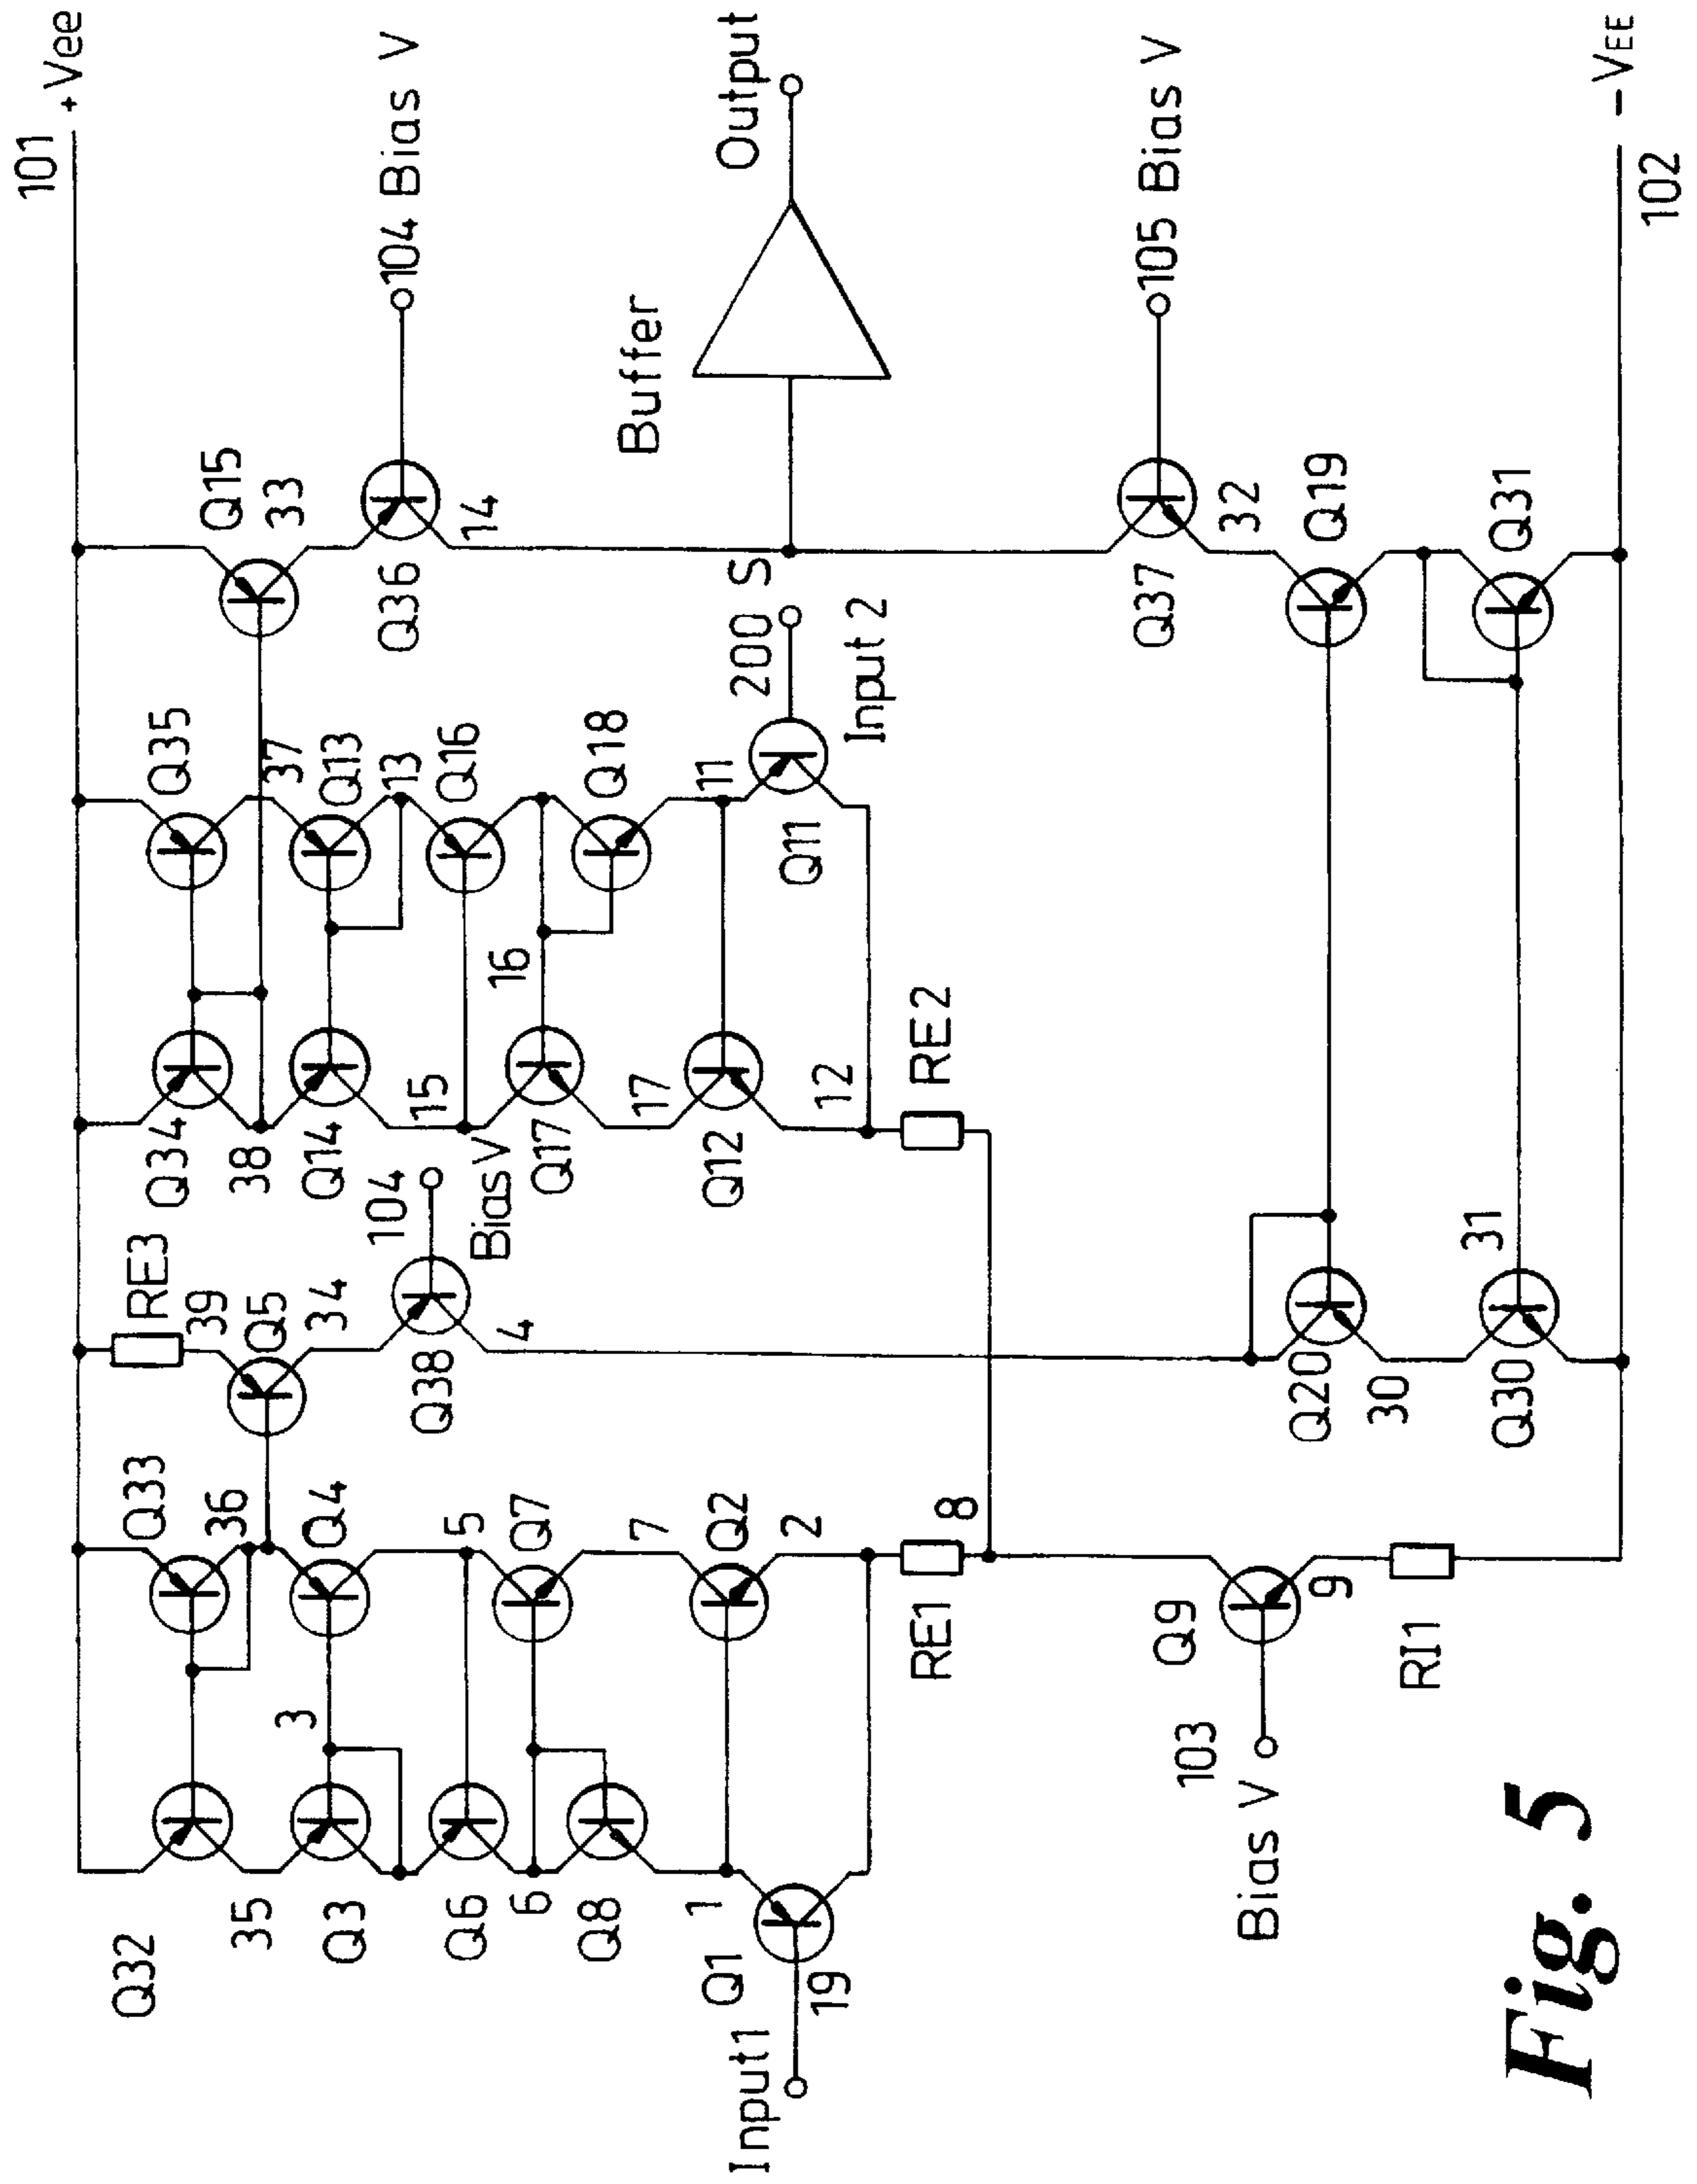 101
+Vee
Q15
33
104 Bias V
Q36
14
Buffer
Output
Q35
37
Q13
13
Q16
Q18
11
200
S
Input 2
Q11
Q34
38
Q14
15
16
Q17
17
Q12
12
RE2
RE3
39
Q5
34
104
Bias V
Q38
4
Q33
36
Q4
5
Q7
7
Q2
2
RE1
8
Q32
35
3
Q3
Q6
6
Q8
1
Q1
19
Input1
Q9
9
103
Bias V
RI1
105 Bias V
Q37
32
Q19
Q31
Q20
30
Q30
31
-VEE
102
Fig. 5